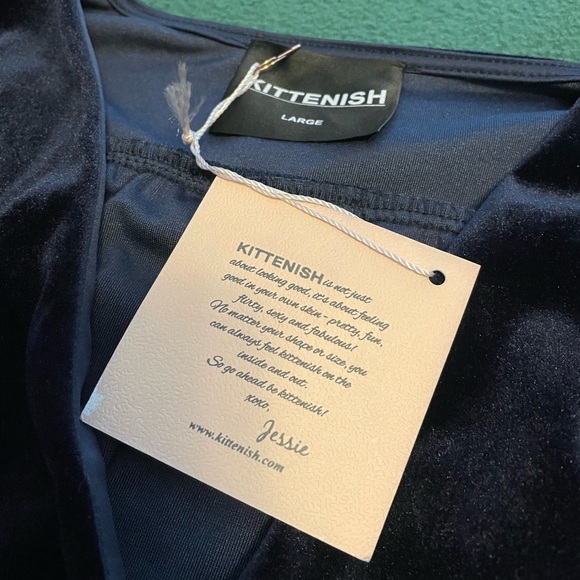 KITTENISH
LARGE
KITTENISH is not just
about looking good, it's about feeling
good in your own skin - pretty, fun,
flirty, sexy and fabulous!
No matter your shape or size, you
can always feel kittenish on the
inside and out.
So go ahead be kittenish!
xoxo,
Jessie
www.kittenish.com